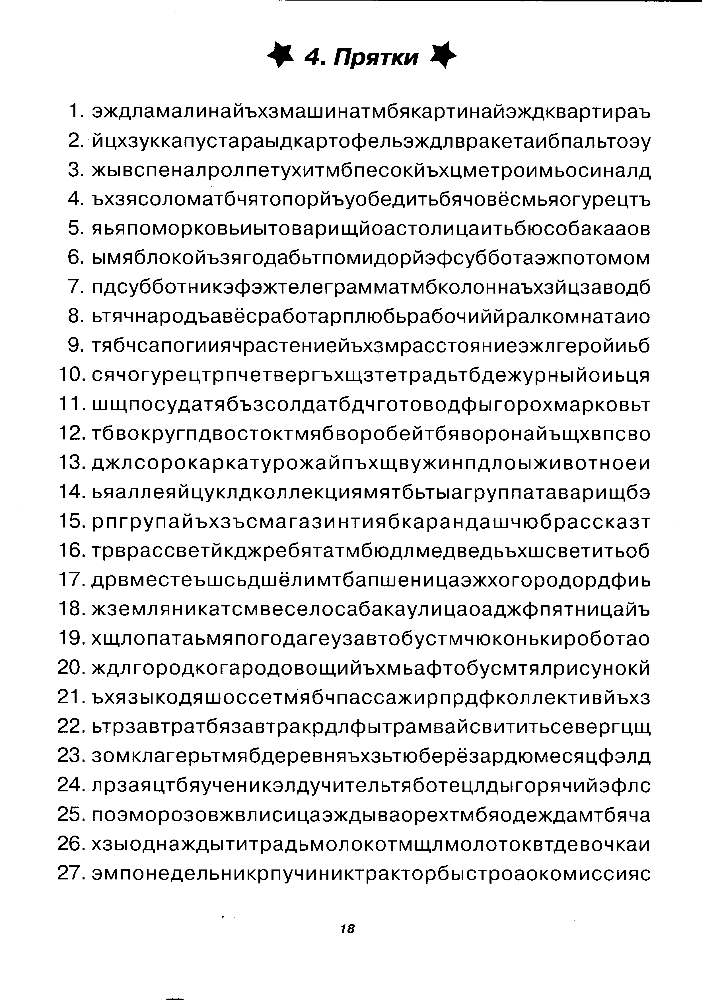 4. Прятки
1. эждламалинайъхзмашинатмбякартинайэждквартираъ
2. йцхзуккапустараыдкартофельэждлвракетаибпальтоэу
3. жывспеналролпетухитмбпесокйъхцметроимьосиналд
4. ъхзясоломатбчятопорйъуобедитьбячовёсмьяогурецтъ
5. яьяпоморковьиытоварищйоастолицаитьбюсобакааов
6. ымяблокойъзягодабьтпомидорйэфсубботаэжпотомом
7. пдсубботникэфэжтелеграмматмбколоннаъхзйцзаводб
8. ьтячнародъавёсработарплюбьрабочиййралкомнатаио
9. тябчсапогииячрастениейъхзмрасстояниеэжлгеройиьб
10. сячогурецтрпчетвергъхщзтетрадьтбдежурныйоиьця
11. шщпосудатябъзсолдатбдчготоводфыгорохмарковьт
12. тбвокругпдвостоктмябворобейтбяворонайъщхвпсво
13. джлсорокаркатурожайпъхщвужинпдлоыживотноеи
14. ьяаллеяйцуклдколлекциямятбьтыагруппатаварищбэ
15. рпгрупайъхзъсмагазинтиябкарандашчюбрассказт
16. трврассветйкджребятатмбюдлмедведьъхшсветитьоб
17. дрвместеъшсьдшёлимтбапшеницаэжхогородордфиь
18. жземляникатсмвеселосабакаулицаоаджфпятницайъ
19. хщлопатаьмяпогодагеузавтобустмчюконькироботао
20. ждлгородкогародовощийъхмьафтобусмтялрисунокй
21. ъхязыкодяшоссетмябчпассажирпрдфколлективйъхз
22. ьтрзавтратбязавтракрдлфытрамвайсвититьсевергцщ
23. зомклагерьтмябдеревняъхзьтюберёзардюмесяцфэлд
24. лрзаяцтбяученикэлдучительтяботецлдыгорячийэфлс
25. поэморозовжвлисицаэждываорехтмбяодеждамтбяча
26. хзыоднаждытитрадьмолокотмщлмолотоквтдевочкаи
27. эмпонедельникрпучиниктракторбыстроаокомиссияс
18